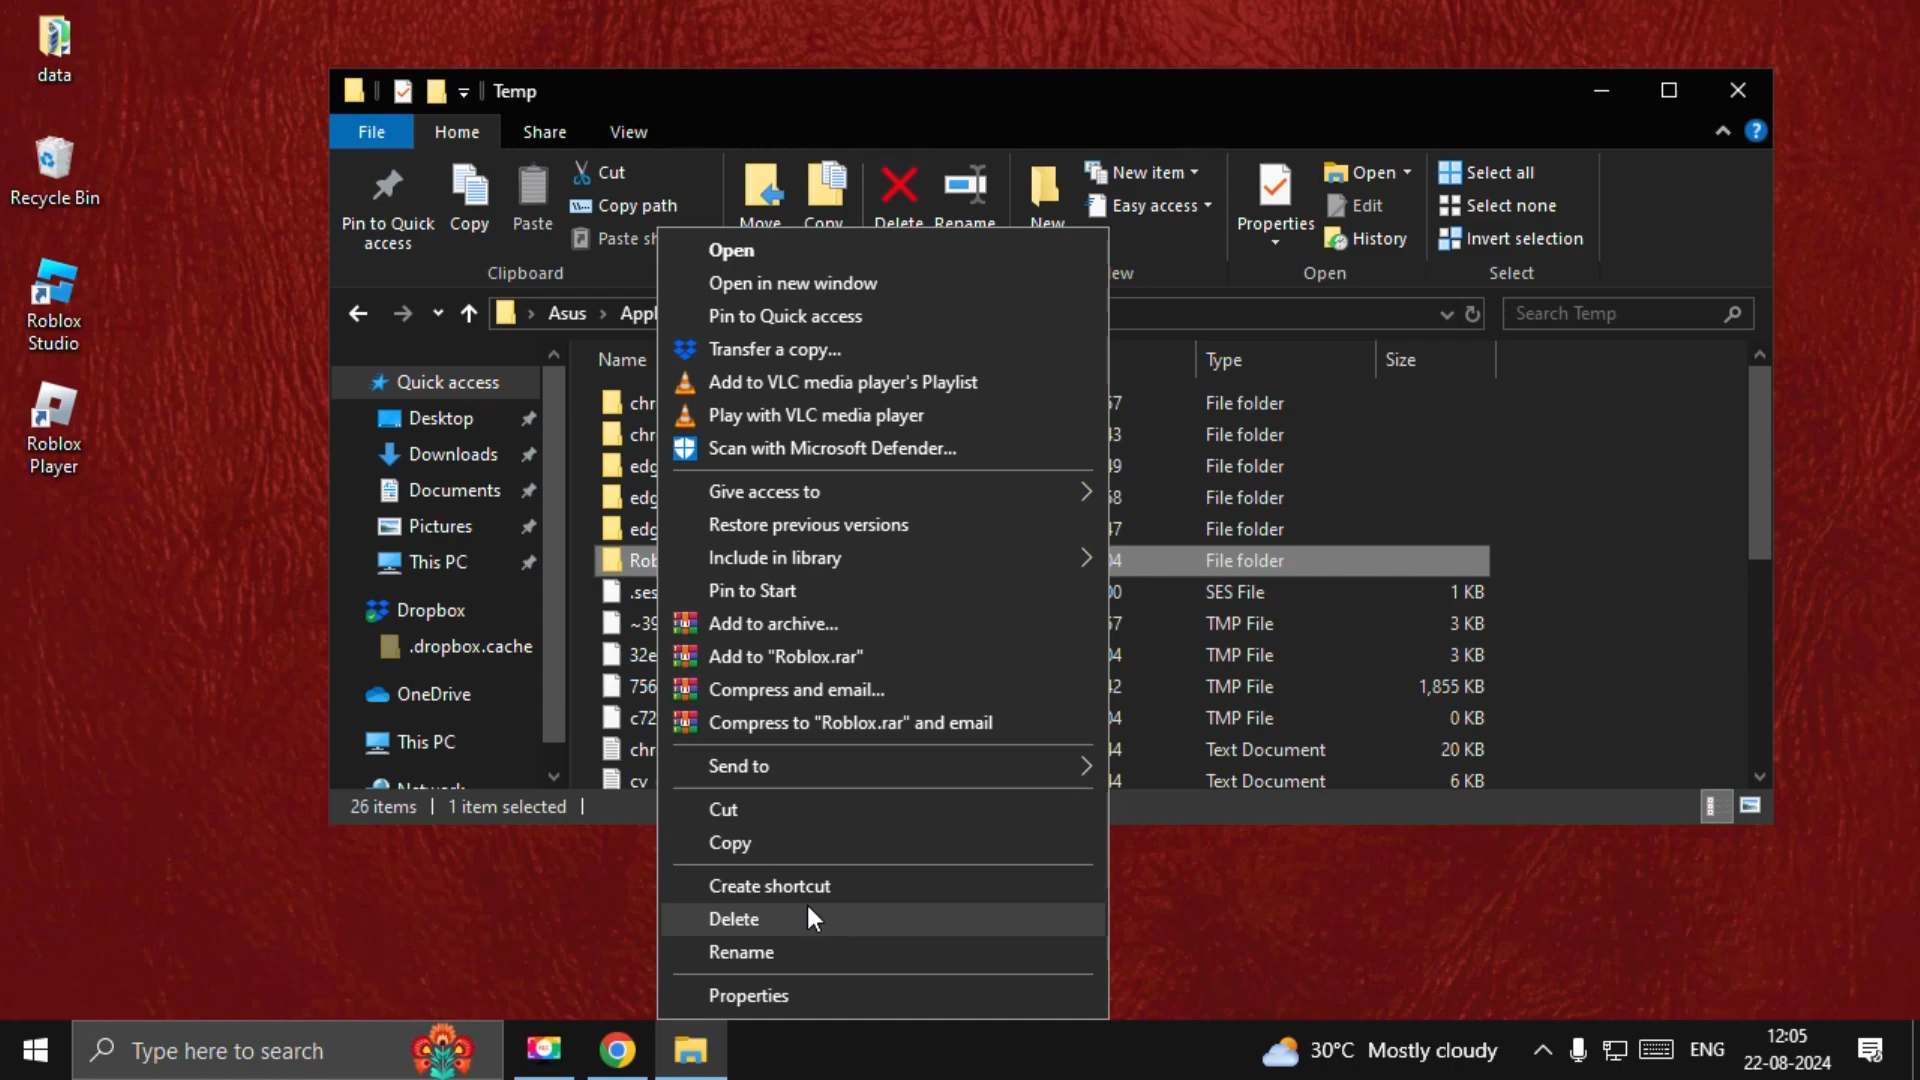 data
Recycle Bin
Roblox
Studio
Roblox
Player
Temp
File Home Share View
Pin to Quick
access
Copy
Paste
Cut
Copy path
Clipboard
Move Copy Delete Rename New
New item
Easy access
Properties
Open
Edit
History
Open
Select all
Select none
Invert selection
Select
Asus
Search Temp
Quick access
Desktop
Downloads
Documents
Pictures
This PC
Dropbox
.dropbox.cache
OneDrive
This PC
Network
Name Type Size
File folder
File folder
File folder
File folder
File folder
File folder
SES File 1 KB
TMP File 3 KB
TMP File 3 KB
TMP File 1,855 KB
TMP File 0 KB
Text Document 20 KB
Text Document 6 KB
26 items 1 item selected
Open
Open in new window
Pin to Quick access
Transfer a copy...
Add to VLC media player's Playlist
Play with VLC media player
Scan with Microsoft Defender...
Give access to
Restore previous versions
Include in library
Pin to Start
Add to archive...
Add to "Roblox.rar"
Compress and email...
Compress to "Roblox.rar" and email
Send to
Cut
Copy
Create shortcut
Delete
Rename
Properties
Type here to search
30°C Mostly cloudy
ENG
12:05
22-08-2024